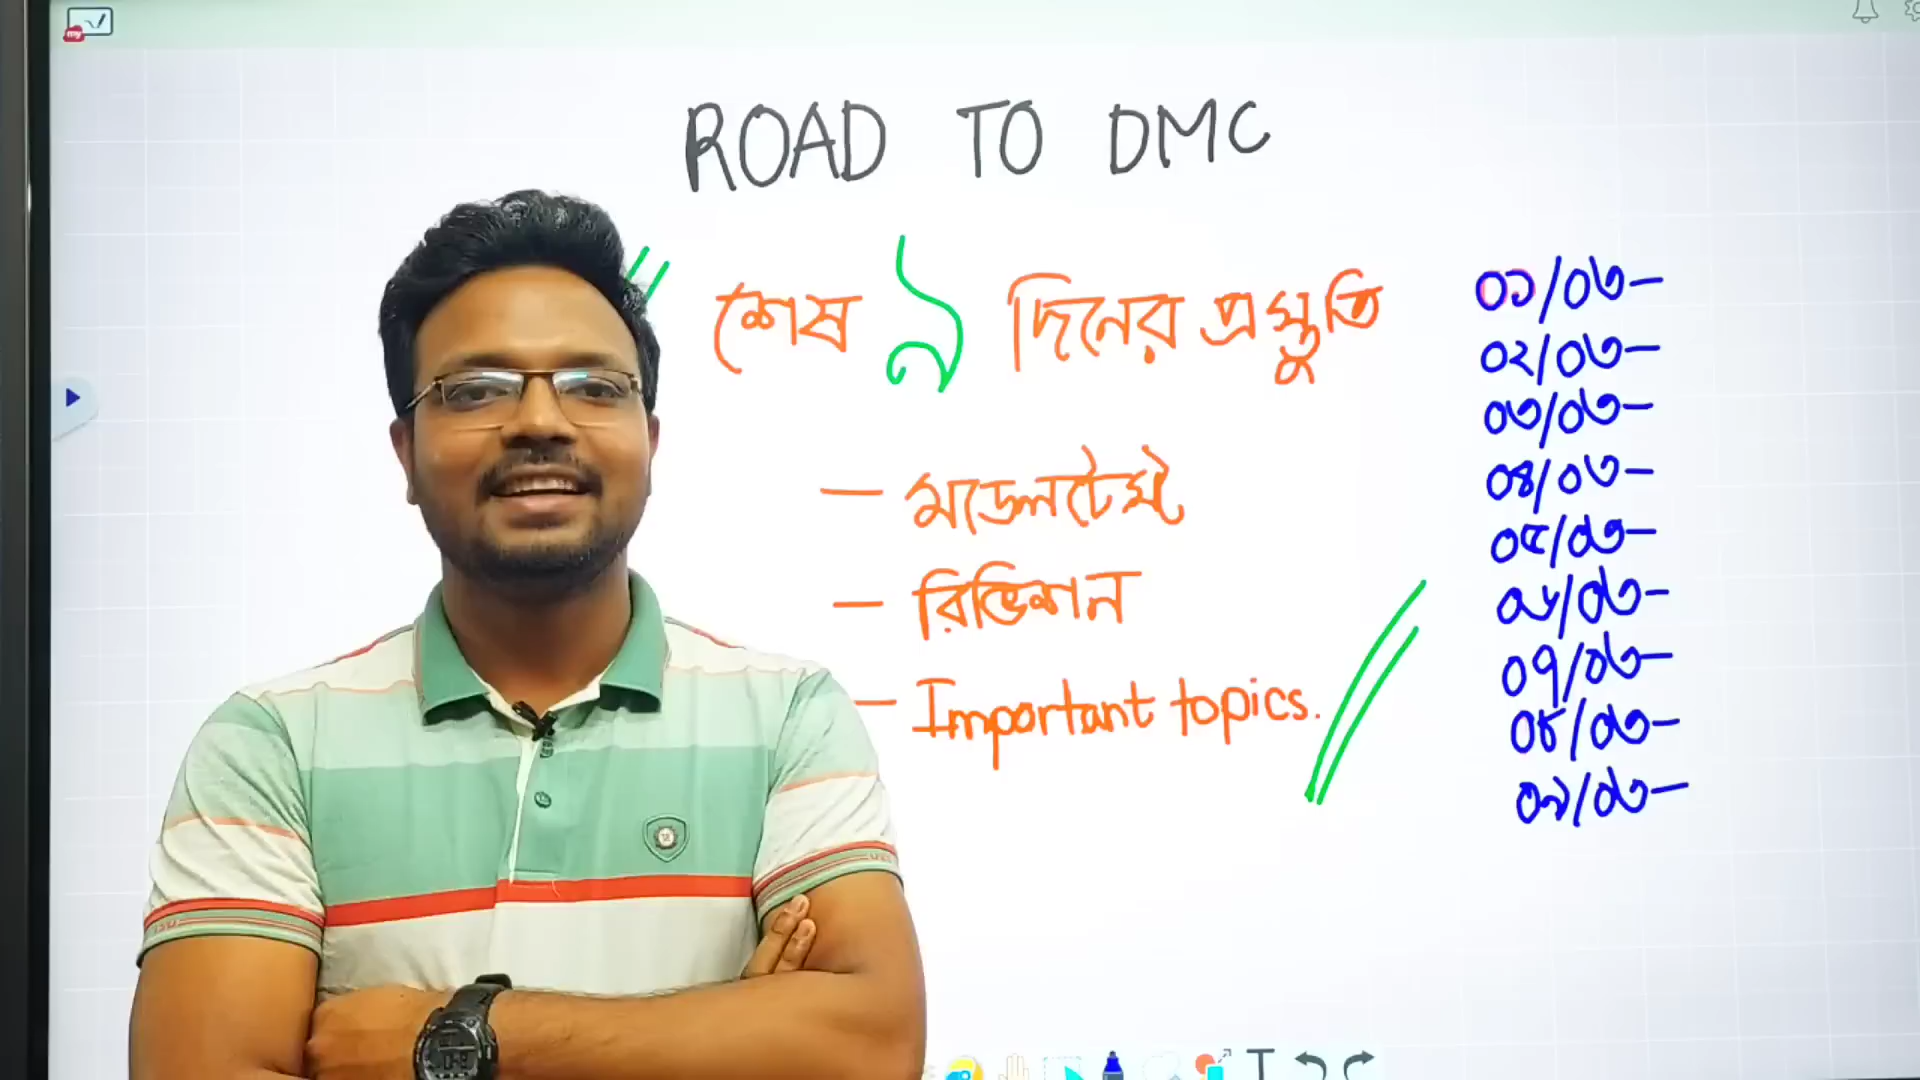 ROAD TO DMC
শেষ ৯ দিনের প্রস্তুতি
— মডেলটেস্ট
— রিভিশন
— Important topics.
০১/০৩—
০২/০৩—
০৩/০৩—
০৪/০৩—
০৫/০৩—
০৬/০৩—
০৭/০৩—
০৮/০৩—
০৯/০৩—
my
T